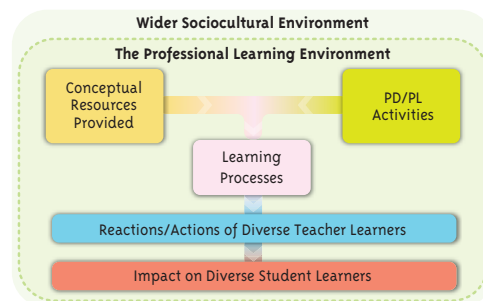 Wider Sociocultural Environment
The Professional Learning Environment
Conceptual
Resources
Provided
PD/PL
Activities
Learning
Processes
Reactions/Actions of Diverse Teacher Learners
Impact on Diverse Student Learners